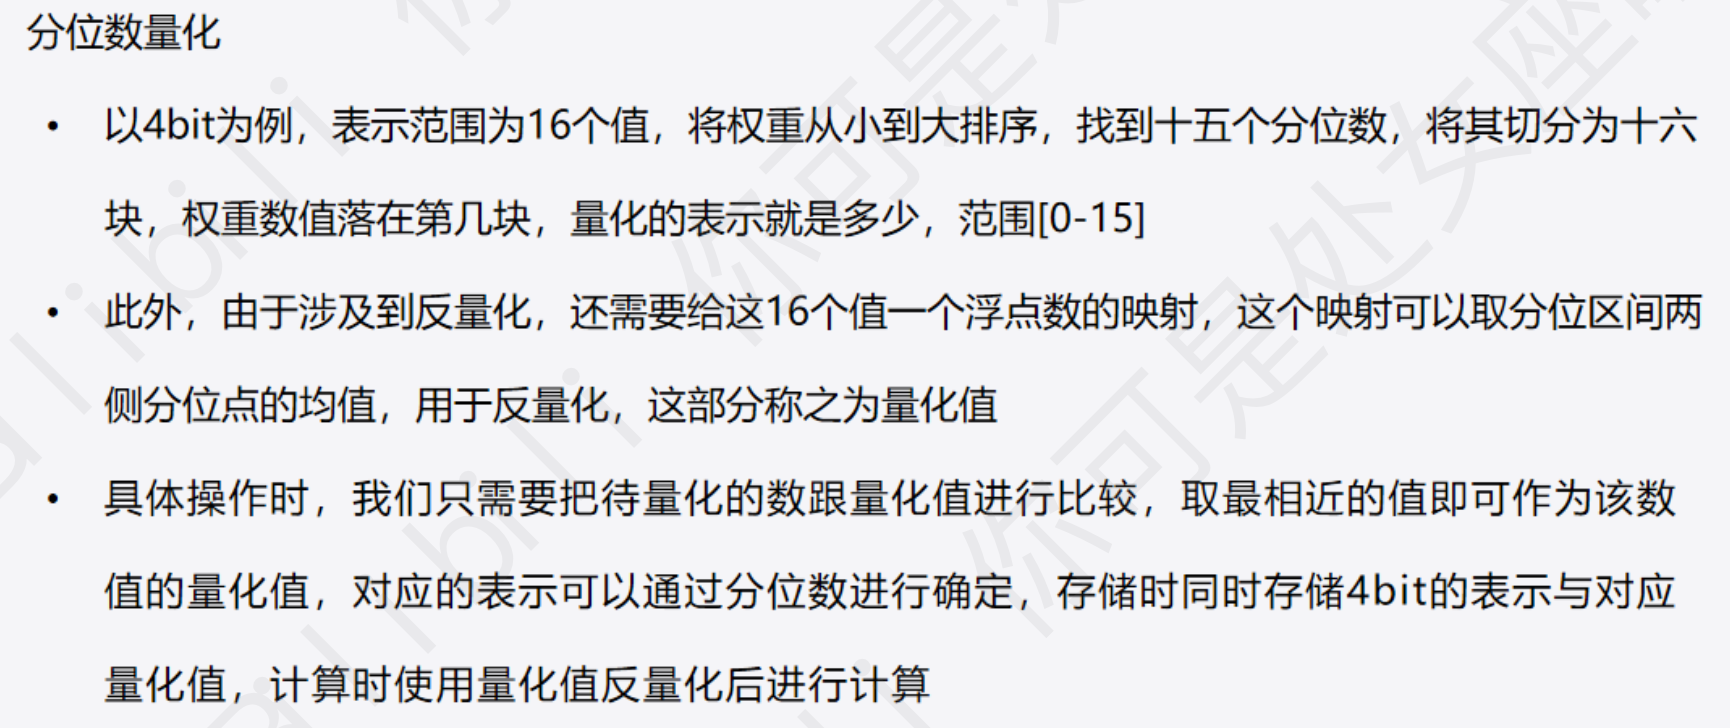 分位数量化
• 以4bit为例，表示范围为16个值，将权重从小到大排序，找到十五个分位数，将其切分为十六
块，权重数值落在第几块，量化的表示就是多少，范围[0-15]
• 此外，由于涉及到反量化，还需要给这16个值一个浮点数的映射，这个映射可以取分位区间两
侧分位点的均值，用于反量化，这部分称之为量化值
• 具体操作时，我们只需要把待量化的数跟量化值进行比较，取最相近的值即可作为该数
值的量化值，对应的表示可以通过分位数进行确定，存储时同时存储4bit的表示与对应
量化值，计算时使用量化值反量化后进行计算